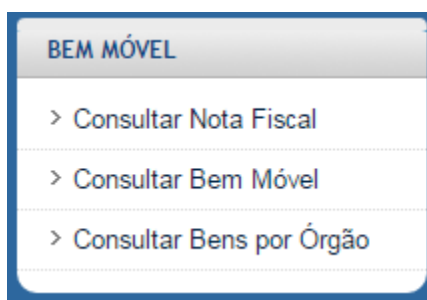 BEM MÓVEL
> Consultar Nota Fiscal
> Consultar Bem Móvel
> Consultar Bens por Órgão